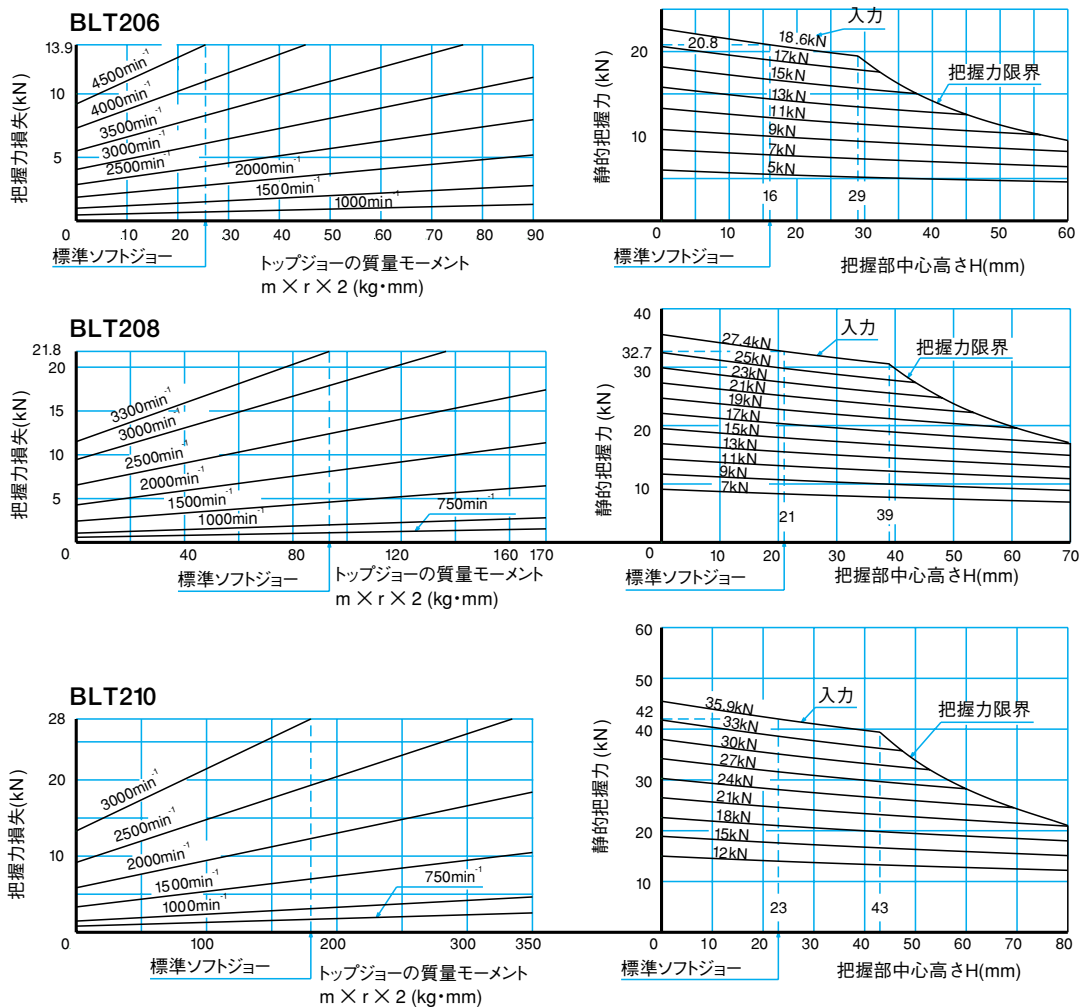 BLT206
13.9
10
5
0
把握力損失(kN)
4500min⁻¹
4000min⁻¹
3500min⁻¹
3000min⁻¹
2500min⁻¹
2000min⁻¹
1500min⁻¹
1000min⁻¹
.10 20 30 40 50 60 70 80 90
標準ソフトジョー
トップジョーの質量モーメント
m × r × 2 (kg・mm)
20
10
静的把握力 (kN)
入力
20.8
18.6kN
17kN
15kN
13kN
11kN
9kN
7kN
5kN
把握力限界
16
29
0 10 20 30 40 50 60
標準ソフトジョー
把握部中心高さH(mm)
BLT208
21.8
20
15
10
5
0
把握力損失(kN)
3300min⁻¹
3000min⁻¹
2500min⁻¹
2000min⁻¹
1500min⁻¹
1000min⁻¹
750min⁻¹
40 80 120 160 170
標準ソフトジョー
トップジョーの質量モーメント
m × r × 2 (kg・mm)
40
32.7
30
20
10
静的把握力 (kN)
入力
27.4kN
25kN
23kN
21kN
19kN
17kN
15kN
13kN
11kN
9kN
7kN
把握力限界
21
39
0 10 20 30 40 50 60 70
標準ソフトジョー
把握部中心高さH(mm)
BLT210
28
20
10
0
把握力損失(kN)
3000min⁻¹
2500min⁻¹
2000min⁻¹
1500min⁻¹
1000min⁻¹
750min⁻¹
100 200 300 350
標準ソフトジョー
トップジョーの質量モーメント
m × r × 2 (kg・mm)
60
50
42
40
30
20
10
静的把握力 (kN)
入力
35.9kN
33kN
30kN
27kN
24kN
21kN
18kN
15kN
12kN
把握力限界
23
43
0 10 20 30 40 50 60 70 80
標準ソフトジョー
把握部中心高さH(mm)